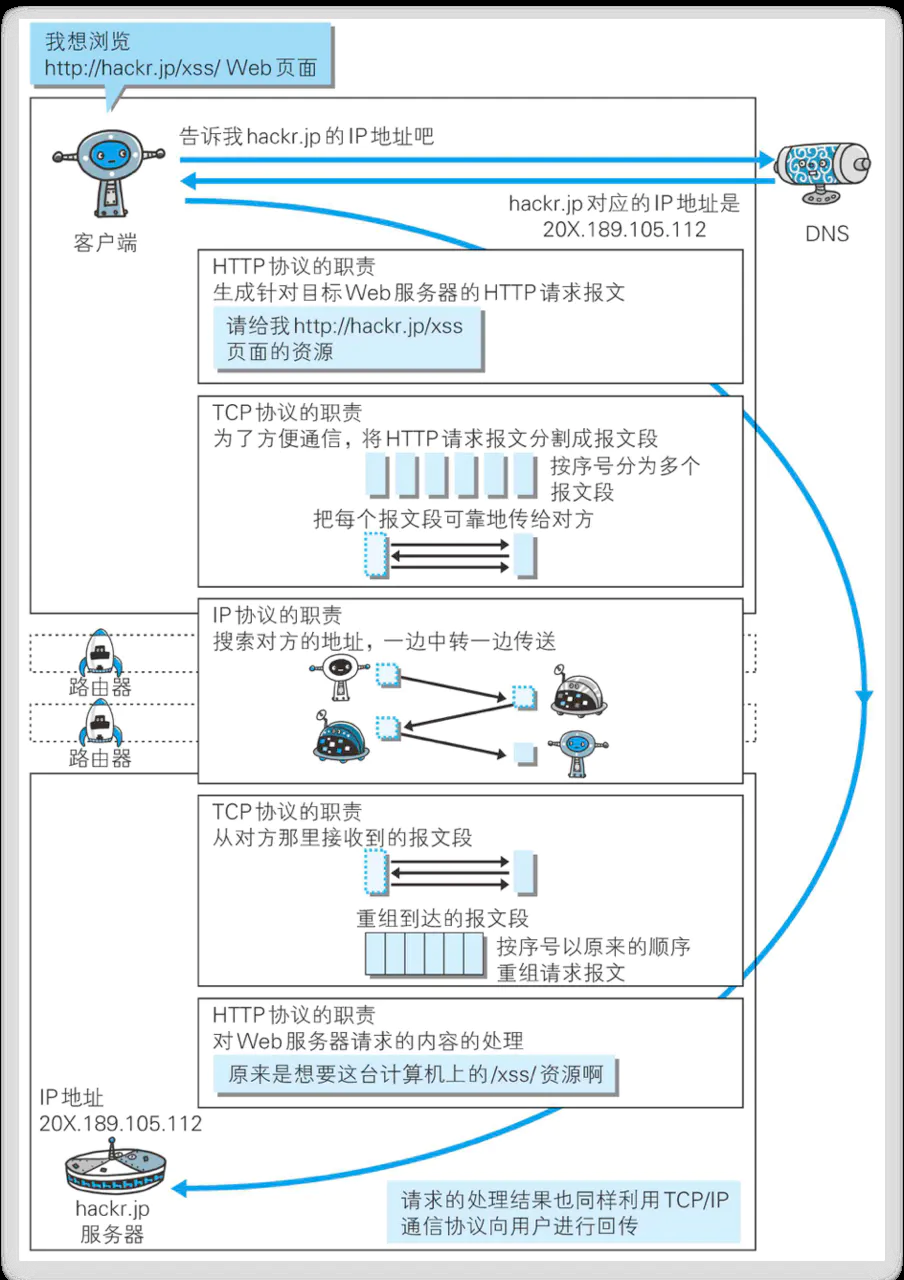 我想浏览
http://hackr.jp/xss/ Web页面
告诉我hackr.jp的IP地址吧
hackr.jp对应的IP地址是
20X.189.105.112
客户端
DNS
HTTP协议的职责
生成针对目标Web服务器的HTTP请求报文
请给我http://hackr.jp/xss
页面的资源
TCP协议的职责
为了方便通信，将HTTP请求报文分割成报文段
按序号分为多个
报文段
把每个报文段可靠地传给对方
IP协议的职责
搜索对方的地址，一边中转一边传送
路由器
路由器
TCP协议的职责
从对方那里接收到的报文段
重组到达的报文段
按序号以原来的顺序
重组请求报文
HTTP协议的职责
对Web服务器请求的内容的处理
原来是想要这台计算机上的/xss/资源啊
IP地址
20X.189.105.112
hackr.jp
服务器
请求的处理结果也同样利用TCP/IP
通信协议向用户进行回传